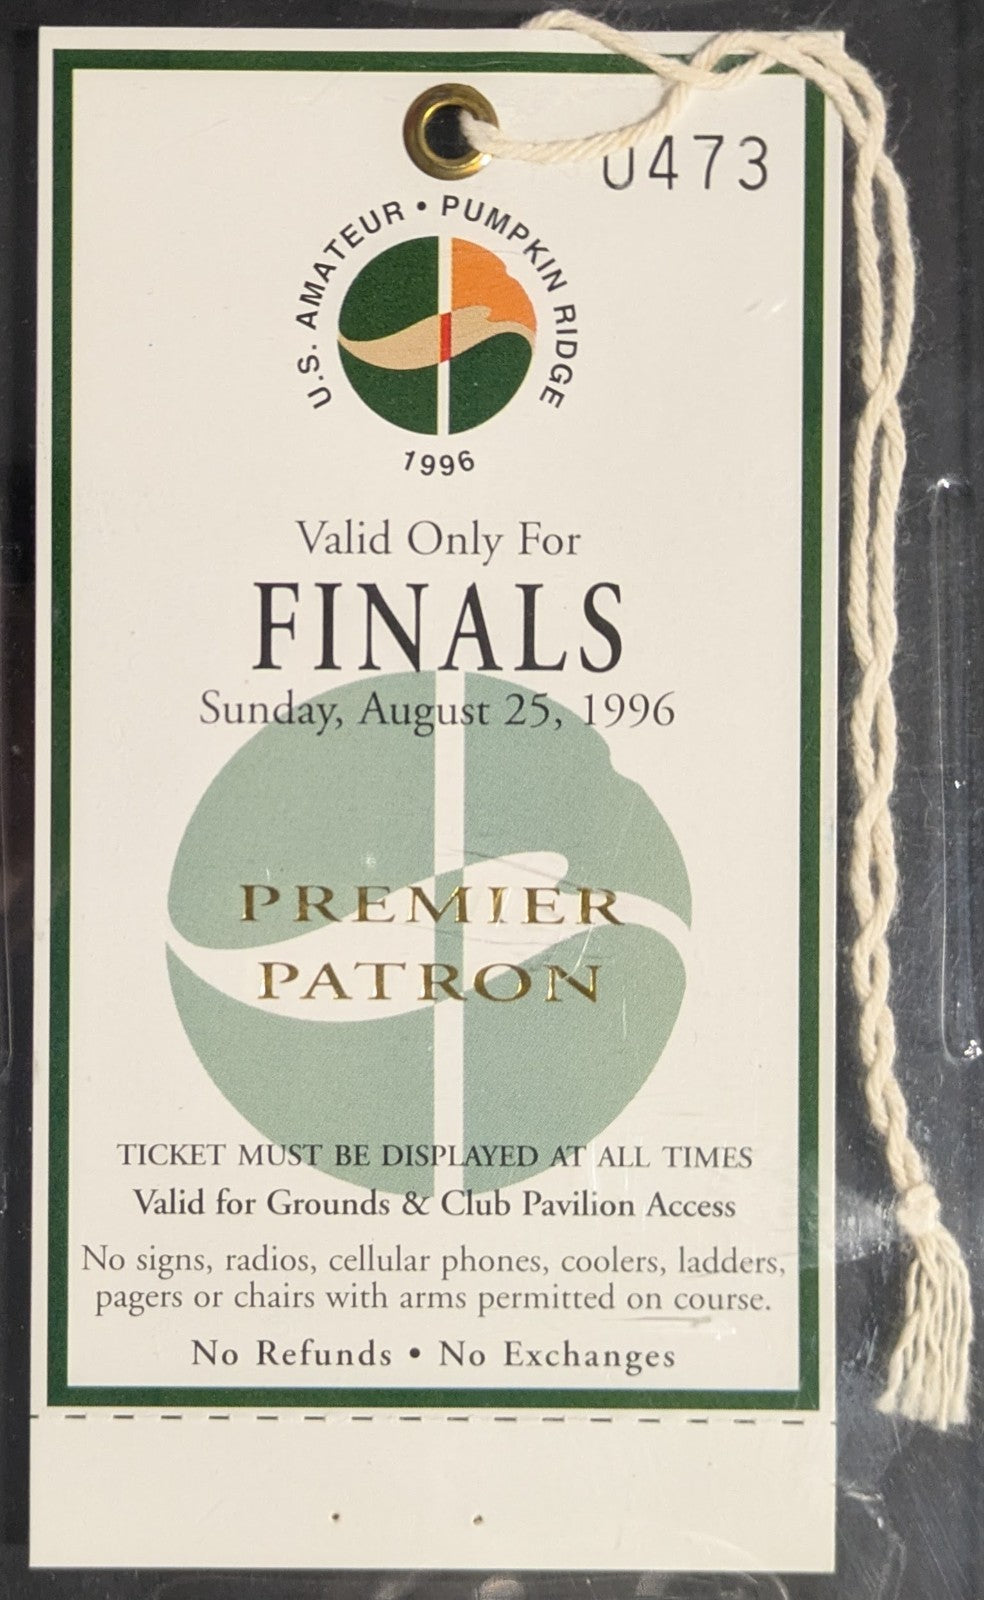 0473
U.S. AMATEUR • PUMPKIN RIDGE
1996
Valid Only For
FINALS
Sunday, August 25, 1996
PREMIER
PATRON
TICKET MUST BE DISPLAYED AT ALL TIMES
Valid for Grounds & Club Pavilion Access
No signs, radios, cellular phones, coolers, ladders,
pagers or chairs with arms permitted on course.
No Refunds • No Exchanges